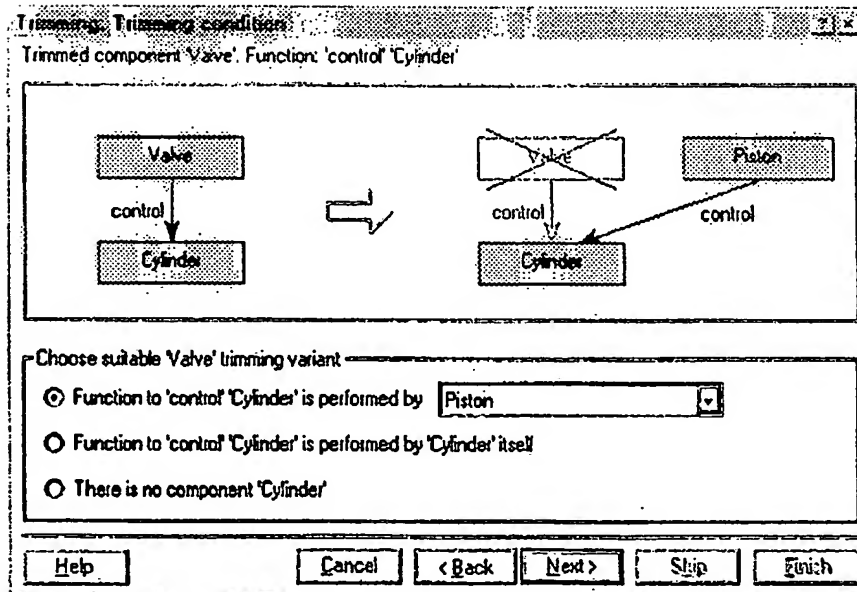 Trimming. Trimming condition
Trimmed component 'Valve'. Function: 'control' 'Cylinder'
Valve
control
Cylinder
Valve
control
Cylinder
Piston
control
Choose suitable 'Valve' trimming variant
Function to 'control' 'Cylinder' is performed by Piston
Function to 'control' 'Cylinder' is performed by 'Cylinder' itself
There is no component 'Cylinder'
Help Cancel < Back Next > Skip Finish